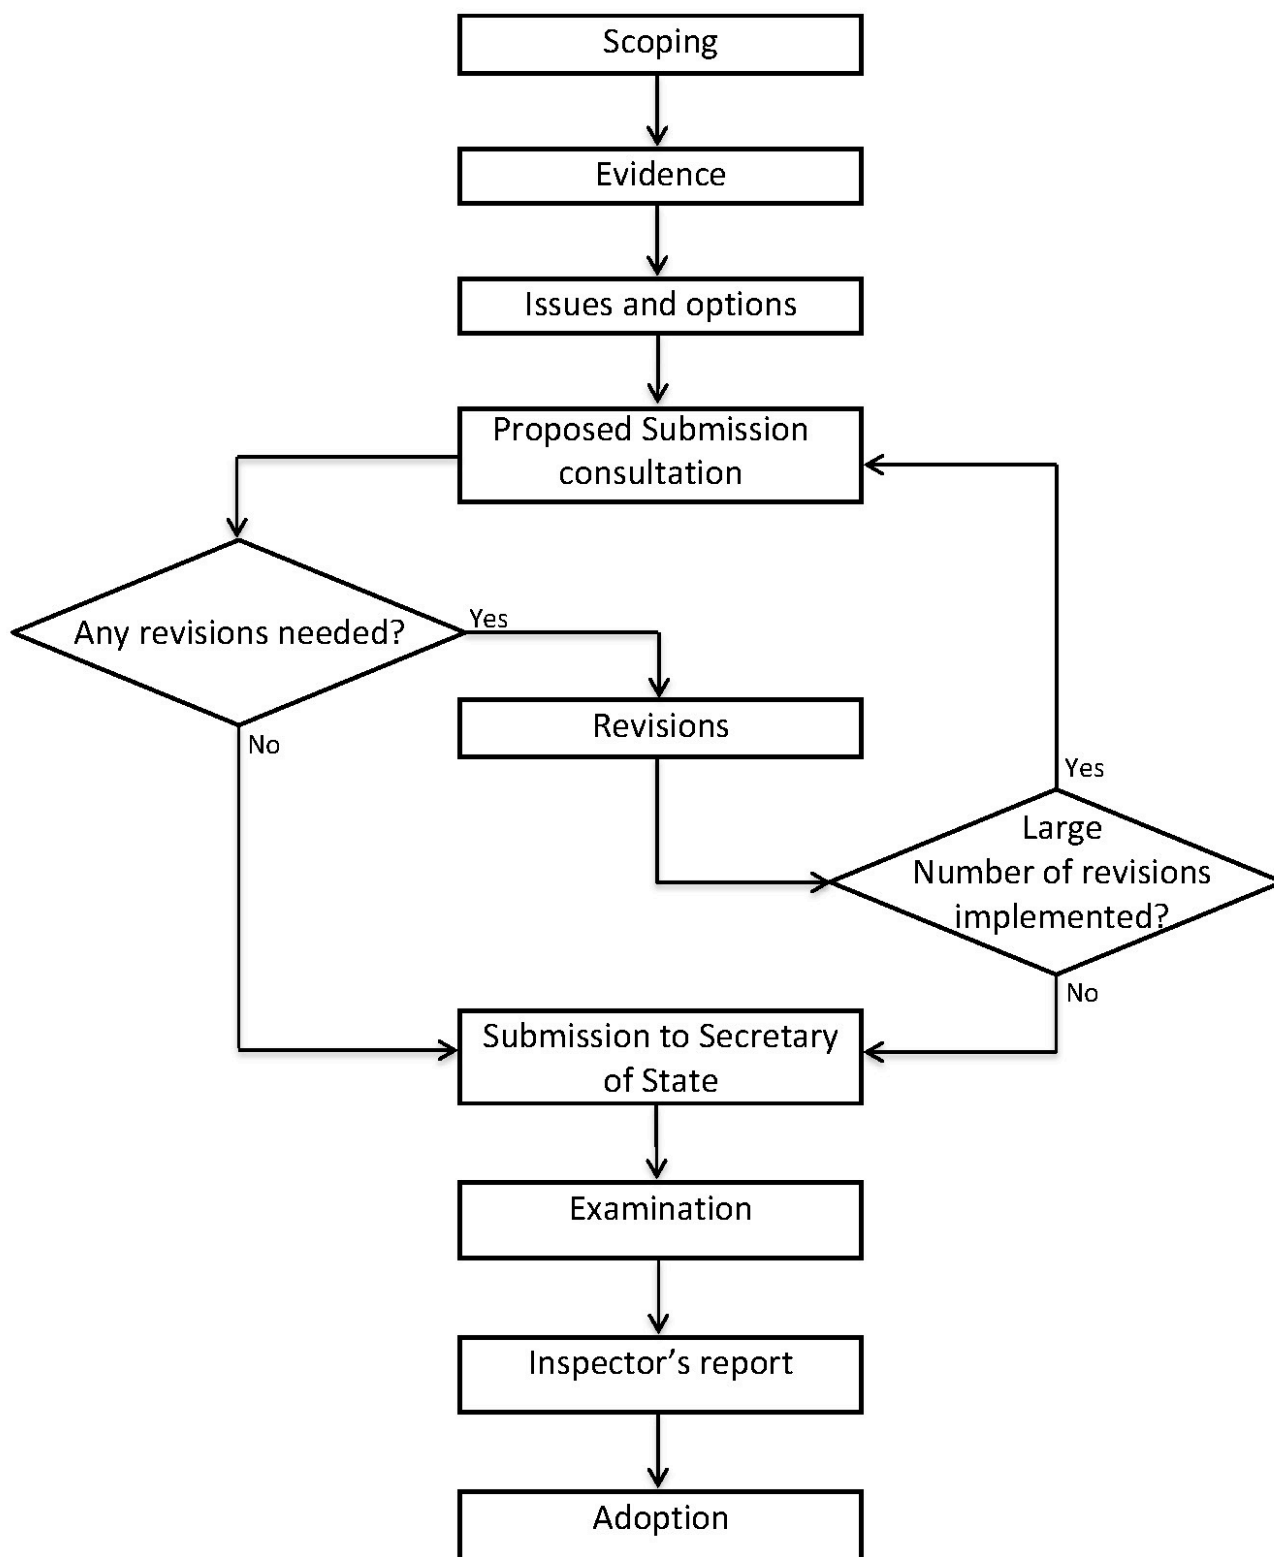 Scoping
Evidence
Issues and options
Proposed Submission
consultation
Any revisions needed?
Yes
Revisions
No
Yes
Large
Number of revisions
implemented?
No
Submission to Secretary
of State
Examination
Inspector’s report
Adoption